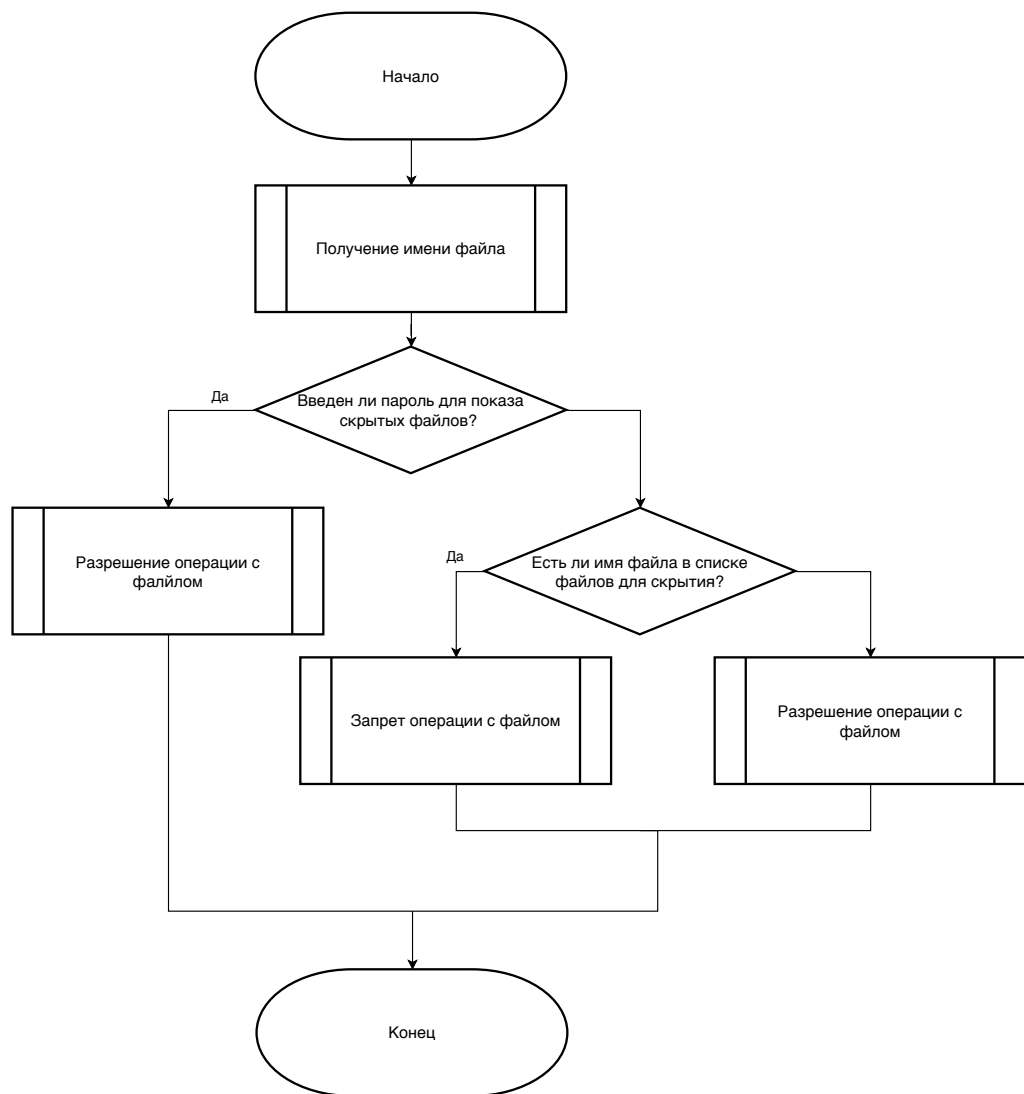 Начало
Получение имени файла
Да
Введен ли пароль для показа
скрытых файлов?
Разрешение операции с
фалйлом
Да
Есть ли имя файла в списке
файлов для скрытия?
Запрет операции с файлом
Разрешение операции с
файлом
Конец